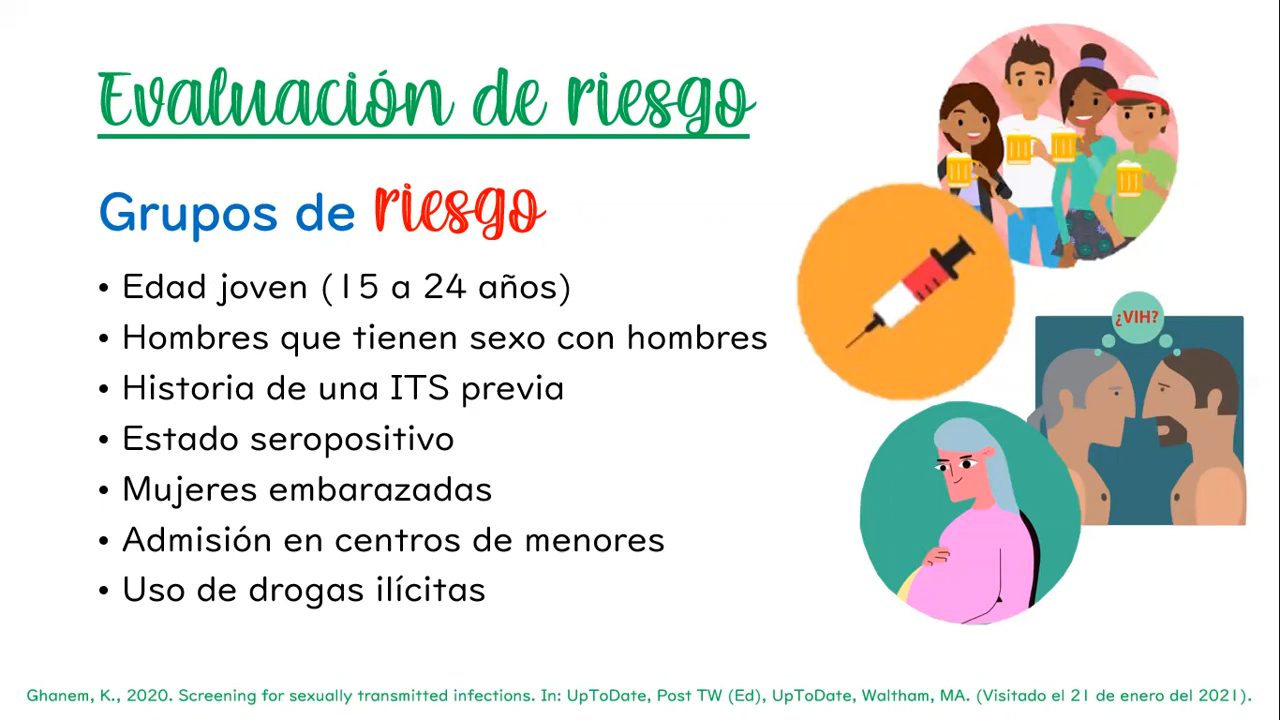 Evaluación de riesgo
Grupos de riesgo
• Edad joven (15 a 24 años)
• Hombres que tienen sexo con hombres
• Historia de una ITS previa
• Estado seropositivo
• Mujeres embarazadas
• Admisión en centros de menores
• Uso de drogas ilícitas
¿VIH?
Ghanem, K., 2020. Screening for sexually transmitted infections. In: UpToDate, Post TW (Ed), UpToDate, Waltham, MA. (Visitado el 21 de enero del 2021).